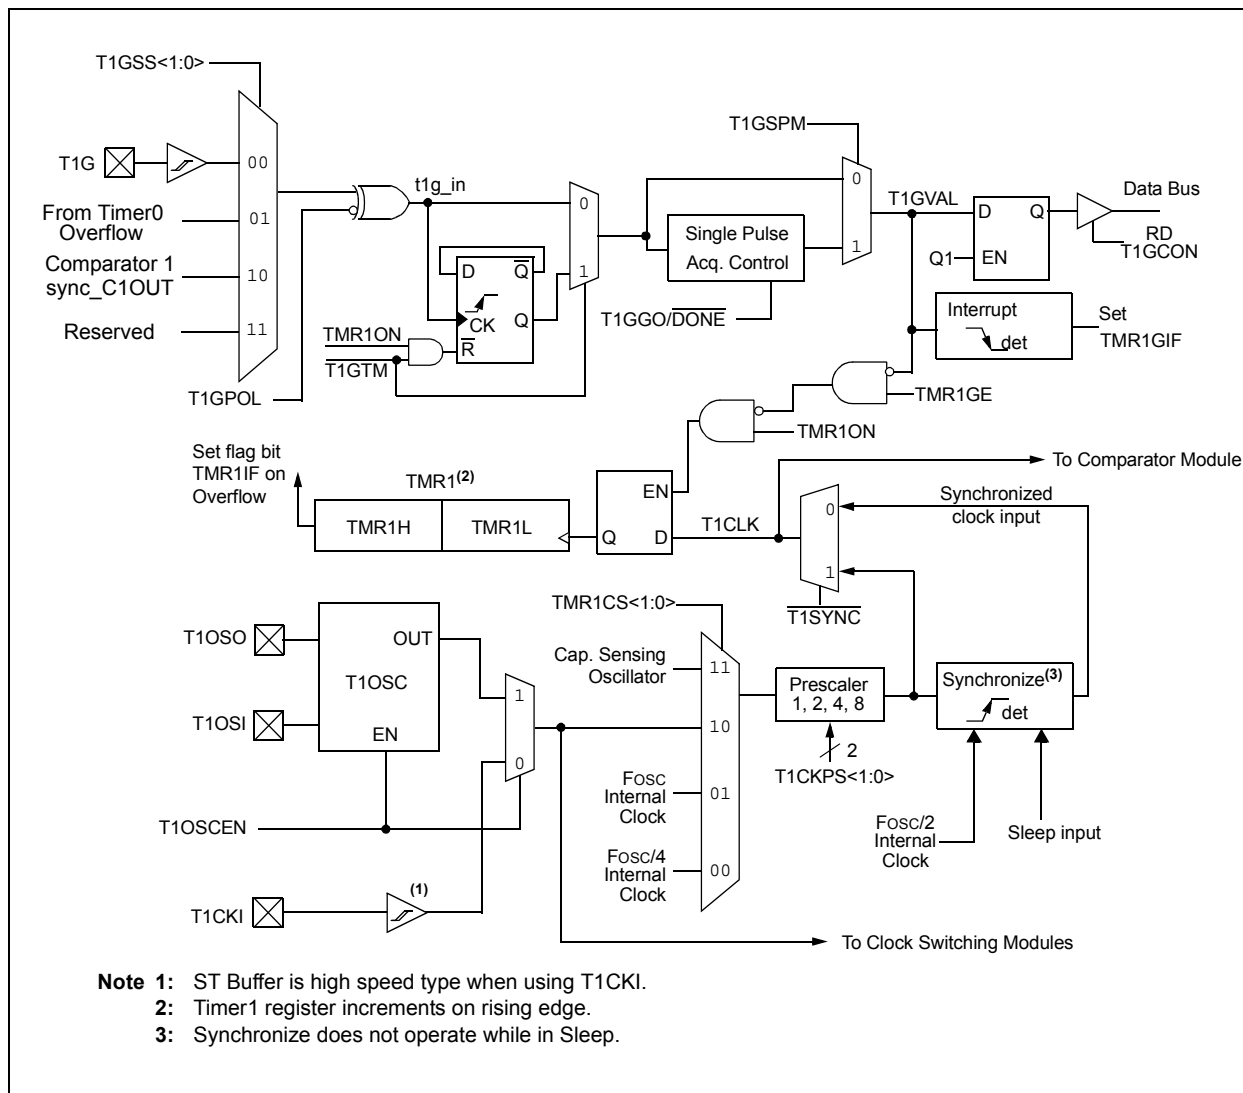 T1GSS<1:0>
T1G
00
From Timer0
Overflow
01
Comparator 1
sync_C1OUT
10
Reserved
11
T1GPOL
t1g_in
0
1
D
Q
CK
Q
R
TMR1ON
T1GTM
T1GSPM
0
1
Single Pulse
Acq. Control
T1GGO/DONE
T1GVAL
D
Q
Q1
EN
Data Bus
RD
T1GCON
Interrupt
det
Set
TMR1GIF
TMR1GE
TMR1ON
Set flag bit
TMR1IF on
Overflow
TMR1(2)
TMR1H
TMR1L
EN
Q
D
T1CLK
To Comparator Module
Synchronized
clock input
0
1
T1SYNC
T1OSO
T1OSI
OUT
T1OSC
EN
1
0
T1OSCEN
T1CKI
(1)
TMR1CS<1:0>
Cap. Sensing
Oscillator
11
10
FOSC
Internal
Clock
01
FOSC/4
Internal
Clock
00
Prescaler
1, 2, 4, 8
2
T1CKPS<1:0>
Synchronize(3)
det
FOSC/2
Internal
Clock
Sleep input
To Clock Switching Modules
Note 1: ST Buffer is high speed type when using T1CKI.
2: Timer1 register increments on rising edge.
3: Synchronize does not operate while in Sleep.